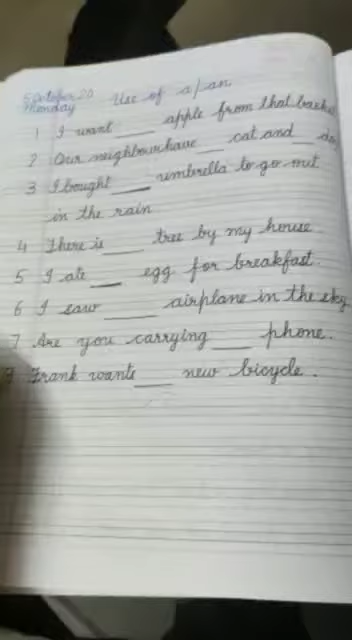 5 October 20 Use of a/an
Monday
1 I want ___ apple from that
2 Our neighbour have ___ cat and ___
3 I bought ___ umbrella to go out
in the rain
4 There is ___ tree by my house
5 I ate ___ egg for breakfast.
6 I saw ___ airplane in the sky
7 Are you carrying ___ phone.
8 Frank wants ___ new bicycle.